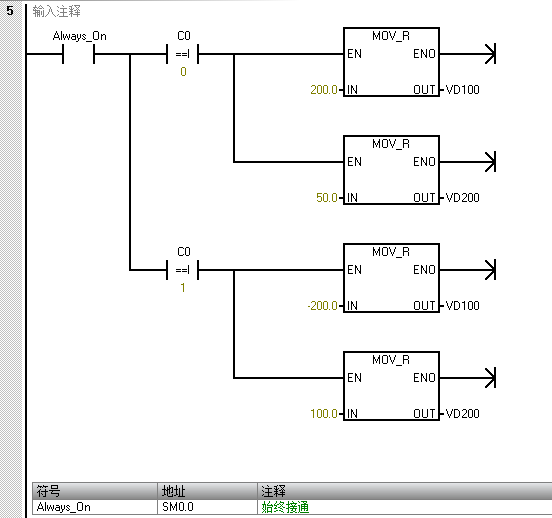 5 输入注释
Always_On C0 MOV_R
==I EN ENO
0
200.0 IN OUT VD100
MOV_R
EN ENO
50.0 IN OUT VD200
C0 MOV_R
==I EN ENO
1
-200.0 IN OUT VD100
MOV_R
EN ENO
100.0 IN OUT VD200
符号 地址 注释
Always_On SM0.0 始终接通